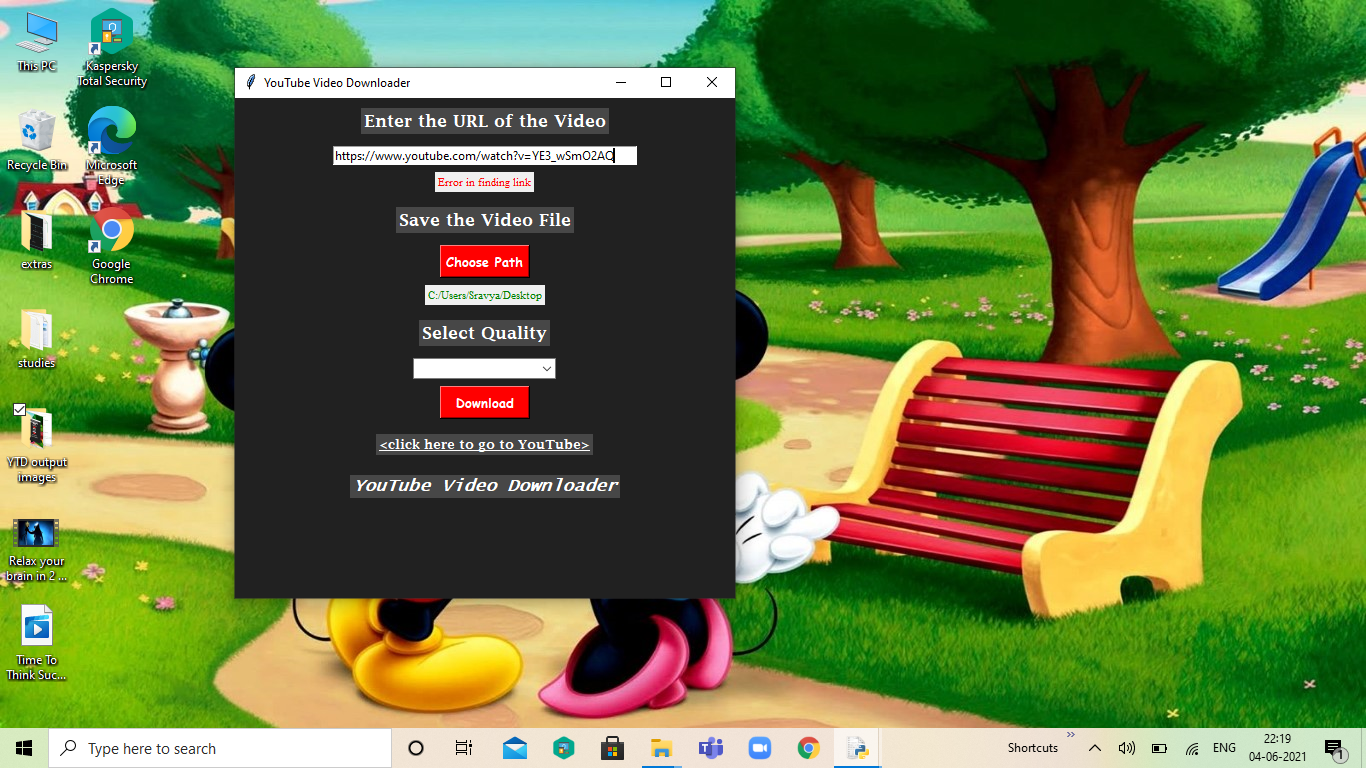 This PC
Kaspersky
Total Security
Recycle Bin
Microsoft
Edge
extras
Google
Chrome
studies
YTD output
images
Relax your
brain in 2 ...
Time To
Think Suc...
YouTube Video Downloader
Enter the URL of the Video
https://www.youtube.com/watch?v=YE3_wSmO2AQ
Error in finding link
Save the Video File
Choose Path
C:/Users/Sravya/Desktop
Select Quality
Download
<click here to go to YouTube>
YouTube Video Downloader
Type here to search
Shortcuts
»
ENG
22:19
04-06-2021
1